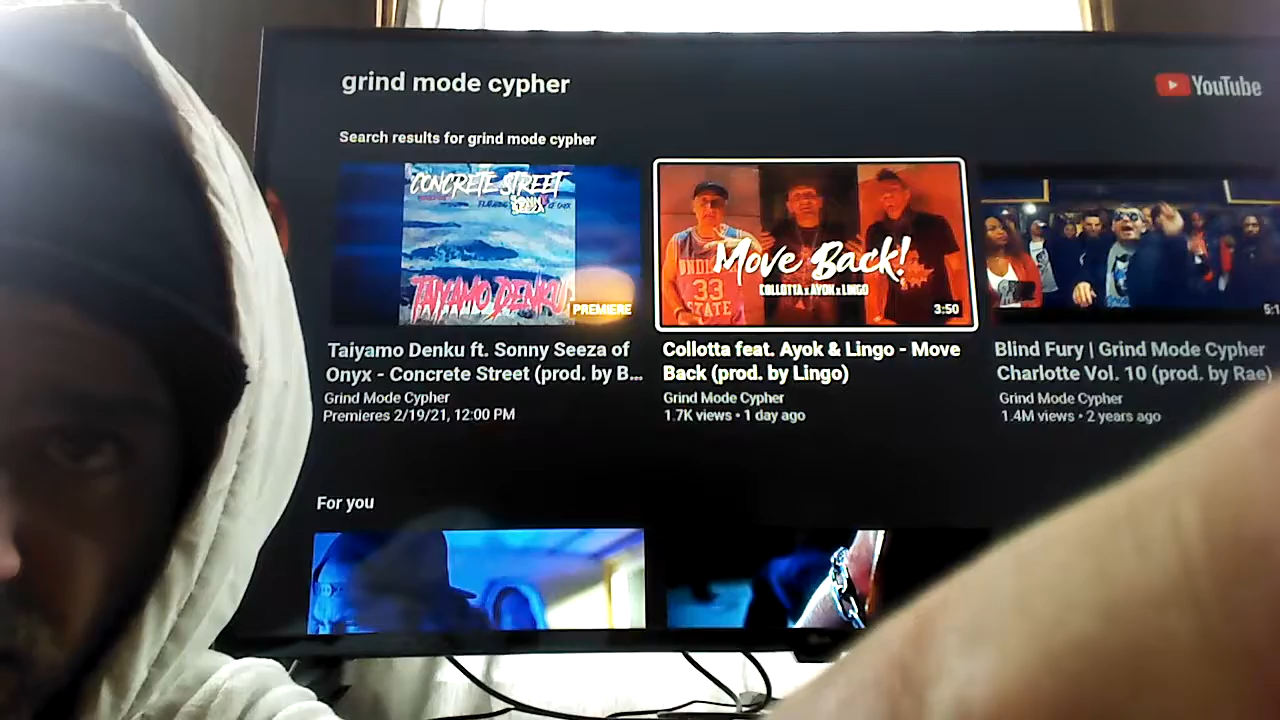 grind mode cypher
YouTube
Search results for grind mode cypher
CONCRETE STREET
TAIYAMO DENKU
PREMIERE
Move Back!
COLLOTTA x AYOK x LINGO
33
STATE
3:50
Taiyamo Denku ft. Sonny Seeza of
Onyx - Concrete Street (prod. by B...
Grind Mode Cypher
Premieres 2/19/21, 12:00 PM
Collotta feat. Ayok & Lingo - Move
Back (prod. by Lingo)
Grind Mode Cypher
1.7K views • 1 day ago
Blind Fury | Grind Mode Cypher
Charlotte Vol. 10 (prod. by Rae)
Grind Mode Cypher
1.4M views • 2 years ago
For you